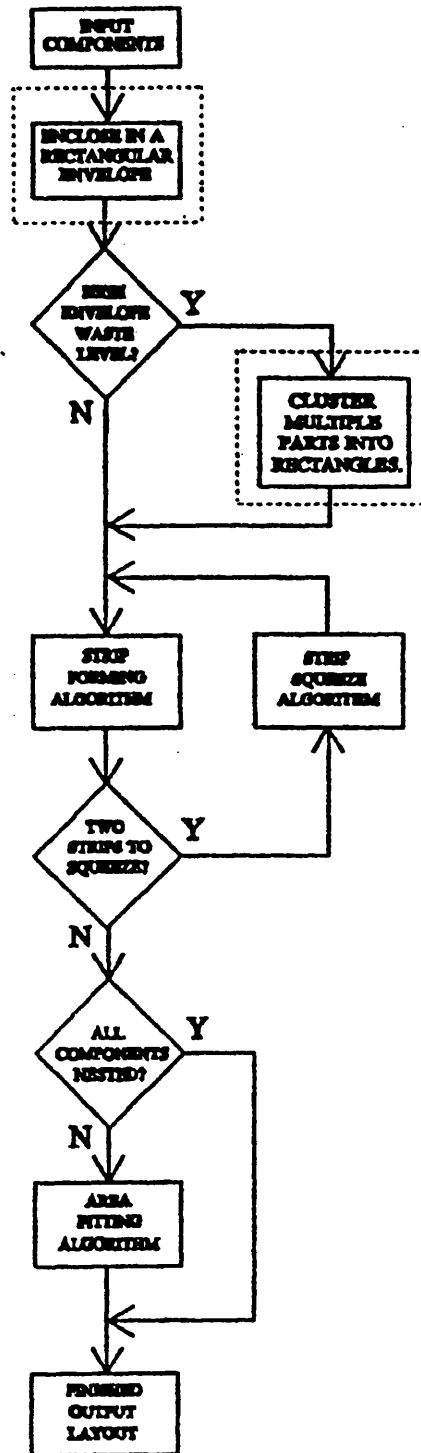 INPUT
COMPONENTS
ENCLOSE IN A
RECTANGULAR
ENVELOPE
HIGH
ENVELOPE
WASTE
LEVEL?
Y
N
CLUSTER
MULTIPLE
PARTS INTO
RECTANGLES.
STRIP
FORMING
ALGORITHM
STRIP
SQUEEZE
ALGORITHM
TWO
STRIPS TO
SQUEEZE?
Y
N
ALL
COMPONENTS
NESTED?
Y
N
AREA
FITTING
ALGORITHM
FINISHED
OUTPUT
LAYOUT